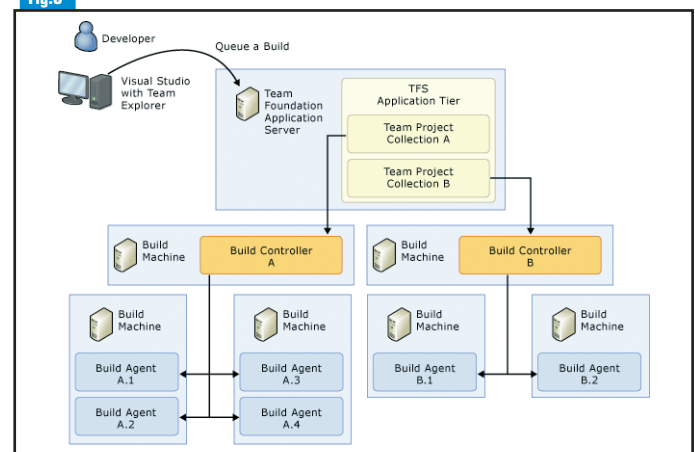 Fig.6
Developer
Queue a Build
Visual Studio
with Team
Explorer
Team
Foundation
Application
Server
TFS
Application Tier
Team Project
Collection A
Team Project
Collection B
Build
Machine
Build Controller
A
Build
Machine
Build Controller
B
Build
Machine
Build Agent
A.1
Build Agent
A.2
Build
Machine
Build Agent
A.3
Build Agent
A.4
Build
Machine
Build Agent
B.1
Build
Machine
Build Agent
B.2